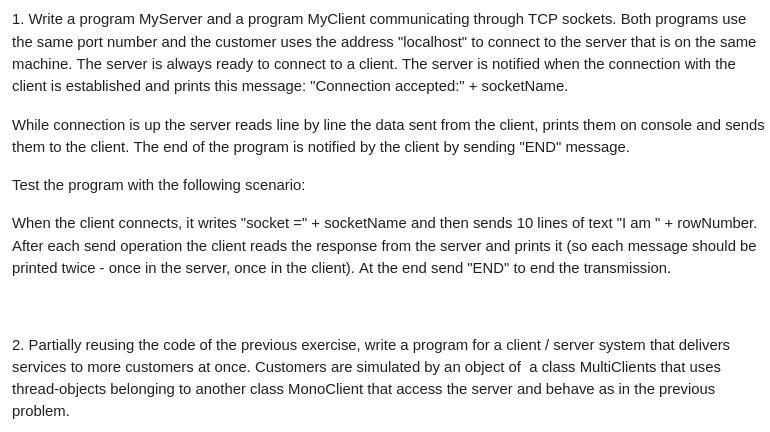 1. Write a program MyServer and a program MyClient communicating through TCP sockets. Both programs use
the same port number and the customer uses the address "localhost" to connect to the server that is on the same
machine. The server is always ready to connect to a client. The server is notified when the connection with the
client is established and prints this message: "Connection accepted:" + socketName.
While connection is up the server reads line by line the data sent from the client, prints them on console and sends
them to the client. The end of the program is notified by the client by sending "END" message.
Test the program with the following scenario:
When the client connects, it writes "socket =" + socketName and then sends 10 lines of text "I am " + rowNumber.
After each send operation the client reads the response from the server and prints it (so each message should be
printed twice - once in the server, once in the client). At the end send "END" to end the transmission.
2. Partially reusing the code of the previous exercise, write a program for a client / server system that delivers
services to more customers at once. Customers are simulated by an object of  a class MultiClients that uses
thread-objects belonging to another class MonoClient that access the server and behave as in the previous
problem.